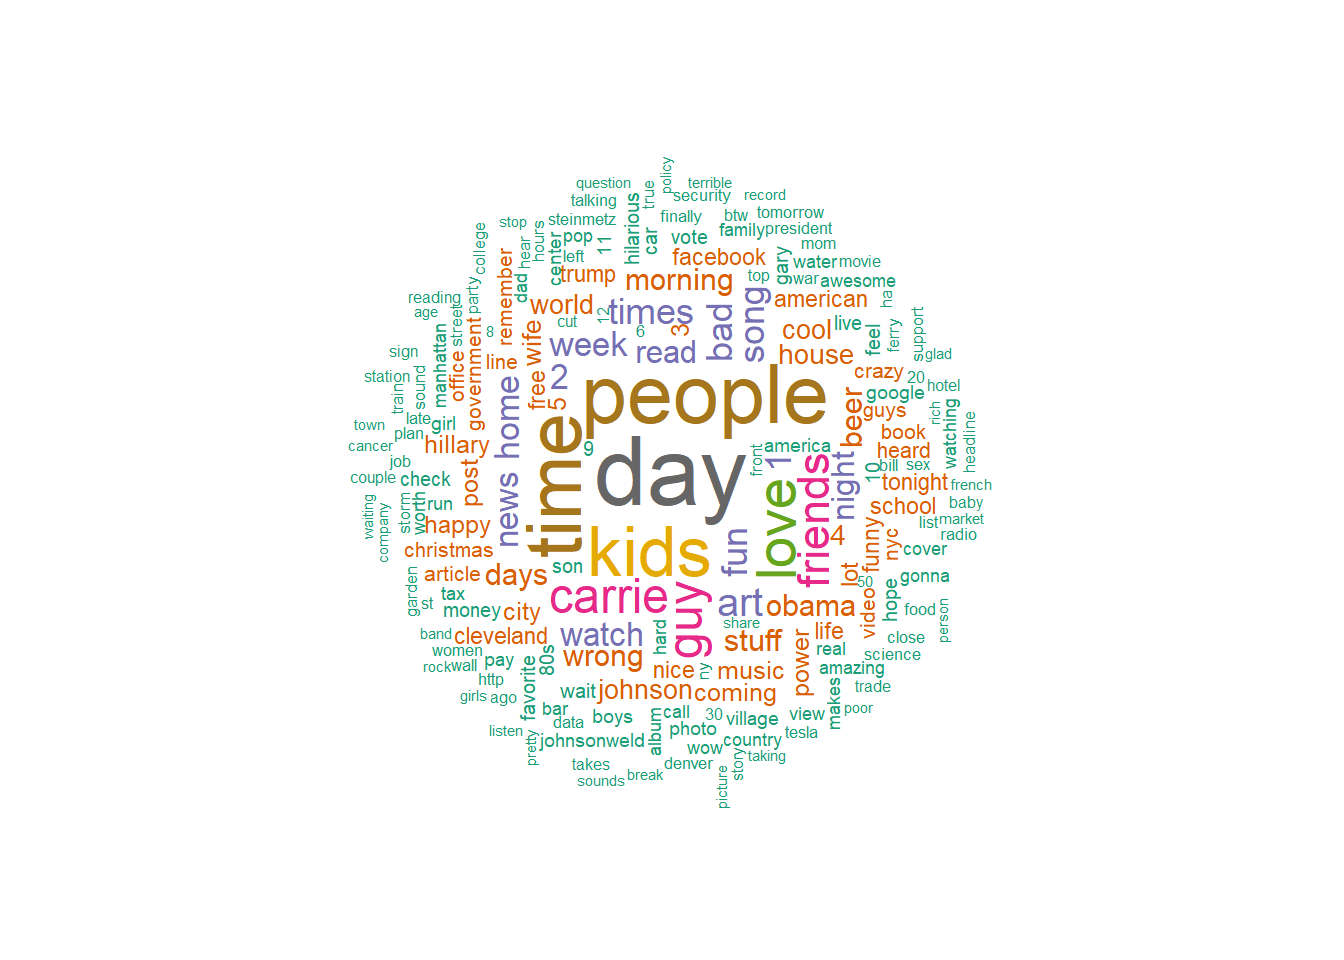 policy
question
terrible
true
security
record
talking
hilarious
steinmetz
finally
btw
tomorrow
stop
pop
11
car
vote
family
president
hear
hours
center
left
facebook
gary
mom
college
dad
trump
morning
top
water
movie
war
awesome
remember
reading
party
world
times
bad
song
american
ha
age
street
12
cut
6
3
cool
live
feel
ferry
support
8
wife
week
read
house
glad
sign
manhattan
office
government
line
free
2
people
crazy
20
station
train
sound
5
beer
google
hotel
late
girl
home
guys
rich
town
plan
time
book
watching
headline
cancer
hillary
9
day
front
america
1
heard
job
news
friends
night
10
bill
sex
couple
check
post
love
tonight
french
waiting
company
storm
worth
run
school
baby
happy
kids
fun
4
list
market
christmas
funny
nyc
radio
son
lot
cover
garden
article
days
carrie
guy
art
obama
50
hope
gonna
st
tax
money
city
video
food
person
band
cleveland
watch
share
hard
stuff
life
close
women
wrong
power
real
science
rock
wall
pay
80s
nice
ny
music
amazing
http
favorite
wait
johnson
coming
makes
trade
girls
ago
bar
boys
album
call
30
village
view
poor
listen
data
photo
tesla
pretty
johnsonweld
wow
country
takes
denver
story
taking
sounds
break
picture